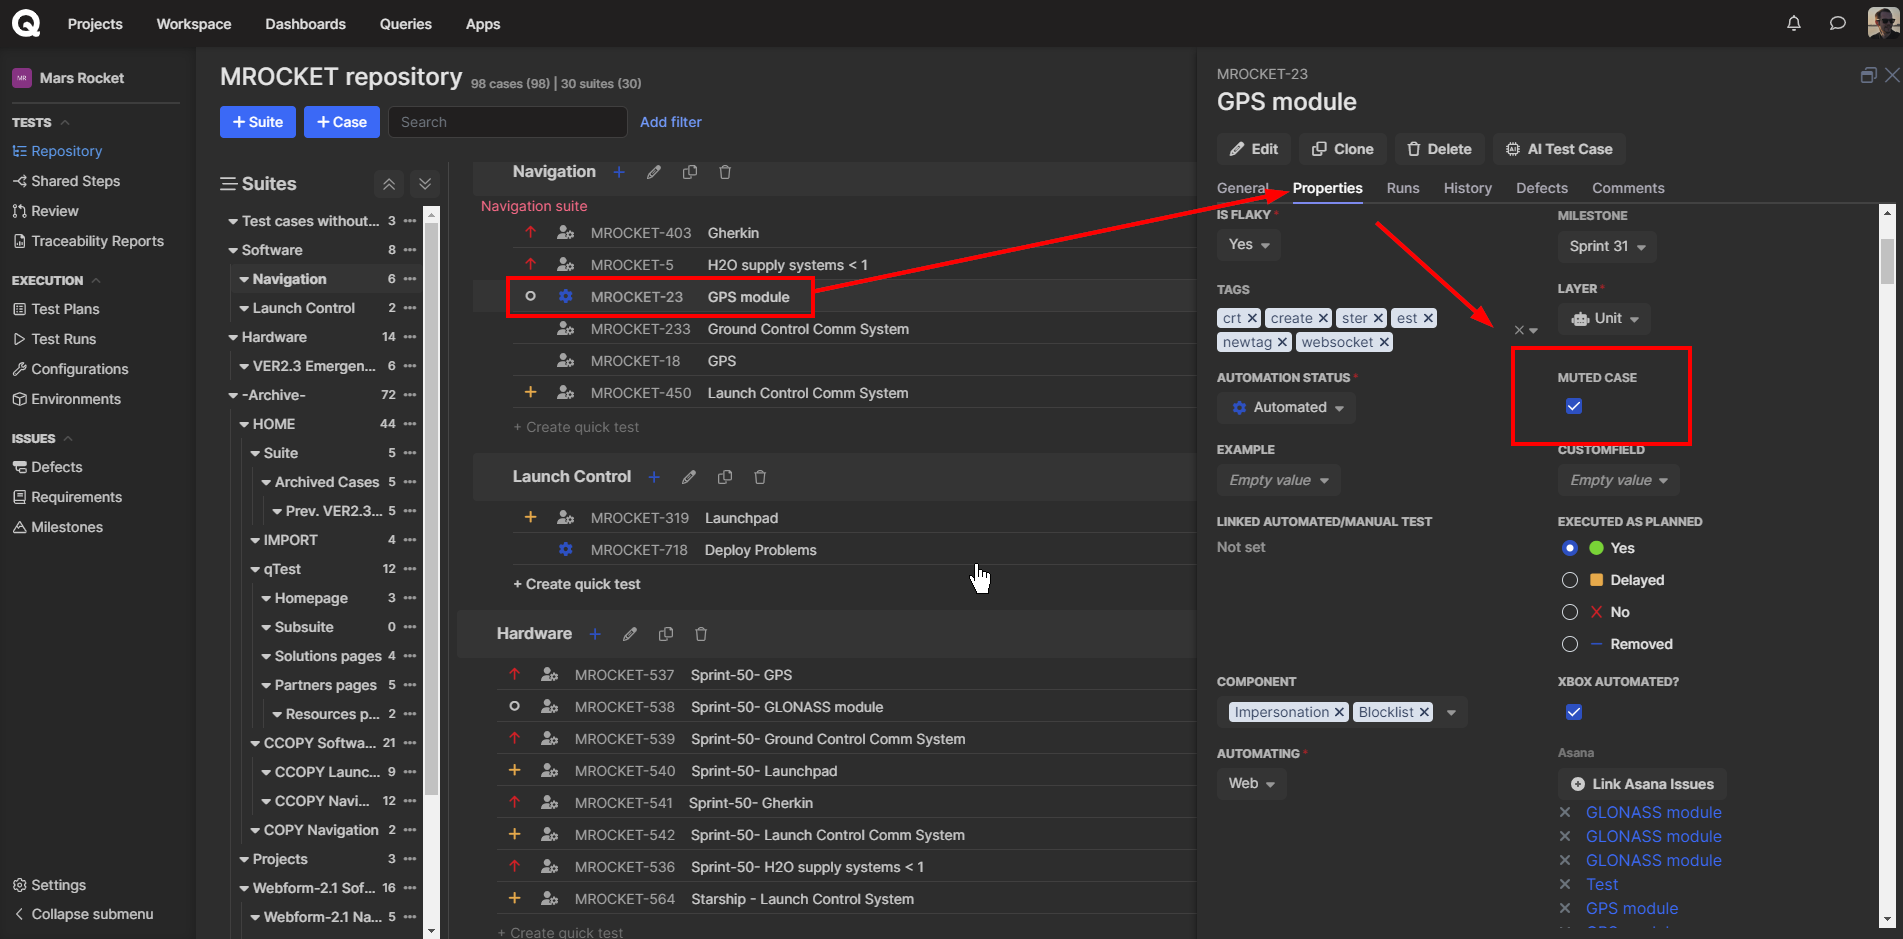 Projects
Workspace
Dashboards
Queries
Apps
MR Mars Rocket
TESTS
Repository
Shared Steps
Review
Traceability Reports
EXECUTION
Test Plans
Test Runs
Configurations
Environments
ISSUES
Defects
Requirements
Milestones
Settings
Collapse submenu
MROCKET repository 98 cases (98) | 30 suites (30)
+ Suite
+ Case
Search
Add filter
Suites
Test cases without... 3
Software 8
Navigation 6
Launch Control 2
Hardware 14
VER2.3 Emergen... 6
-Archive- 72
HOME 44
Suite 5
Archived Cases 5
Prev. VER2.3... 5
IMPORT 4
qTest 12
Homepage 3
Subsuite 0
Solutions pages 4
Partners pages 5
Resources p... 2
CCOPY Softwa... 21
CCOPY Launc... 9
CCOPY Navi... 12
COPY Navigation 2
Projects 3
Webform-2.1 Sof... 16
Webform-2.1 Na... 5
Navigation
Navigation suite
MROCKET-403 Gherkin
MROCKET-5 H2O supply systems < 1
MROCKET-23 GPS module
MROCKET-233 Ground Control Comm System
MROCKET-18 GPS
MROCKET-450 Launch Control Comm System
+ Create quick test
Launch Control
MROCKET-319 Launchpad
MROCKET-718 Deploy Problems
+ Create quick test
Hardware
MROCKET-537 Sprint-50- GPS
MROCKET-538 Sprint-50- GLONASS module
MROCKET-539 Sprint-50- Ground Control Comm System
MROCKET-540 Sprint-50- Launchpad
MROCKET-541 Sprint-50- Gherkin
MROCKET-542 Sprint-50- Launch Control Comm System
MROCKET-536 Sprint-50- H2O supply systems < 1
MROCKET-564 Starship - Launch Control System
+ Create quick test
MROCKET-23
GPS module
Edit
Clone
Delete
AI Test Case
General
Properties
Runs
History
Defects
Comments
IS FLAKY *
Yes
MILESTONE
Sprint 31
TAGS
crt
create
ster
est
newtag
websocket
LAYER *
Unit
AUTOMATION STATUS *
Automated
MUTED CASE
EXAMPLE
Empty value
CUSTOMFIELD
Empty value
LINKED AUTOMATED/MANUAL TEST
Not set
EXECUTED AS PLANNED
Yes
Delayed
No
Removed
COMPONENT
Impersonation
Blocklist
XBOX AUTOMATED?
AUTOMATING *
Web
Asana
Link Asana Issues
GLONASS module
GLONASS module
GLONASS module
Test
GPS module